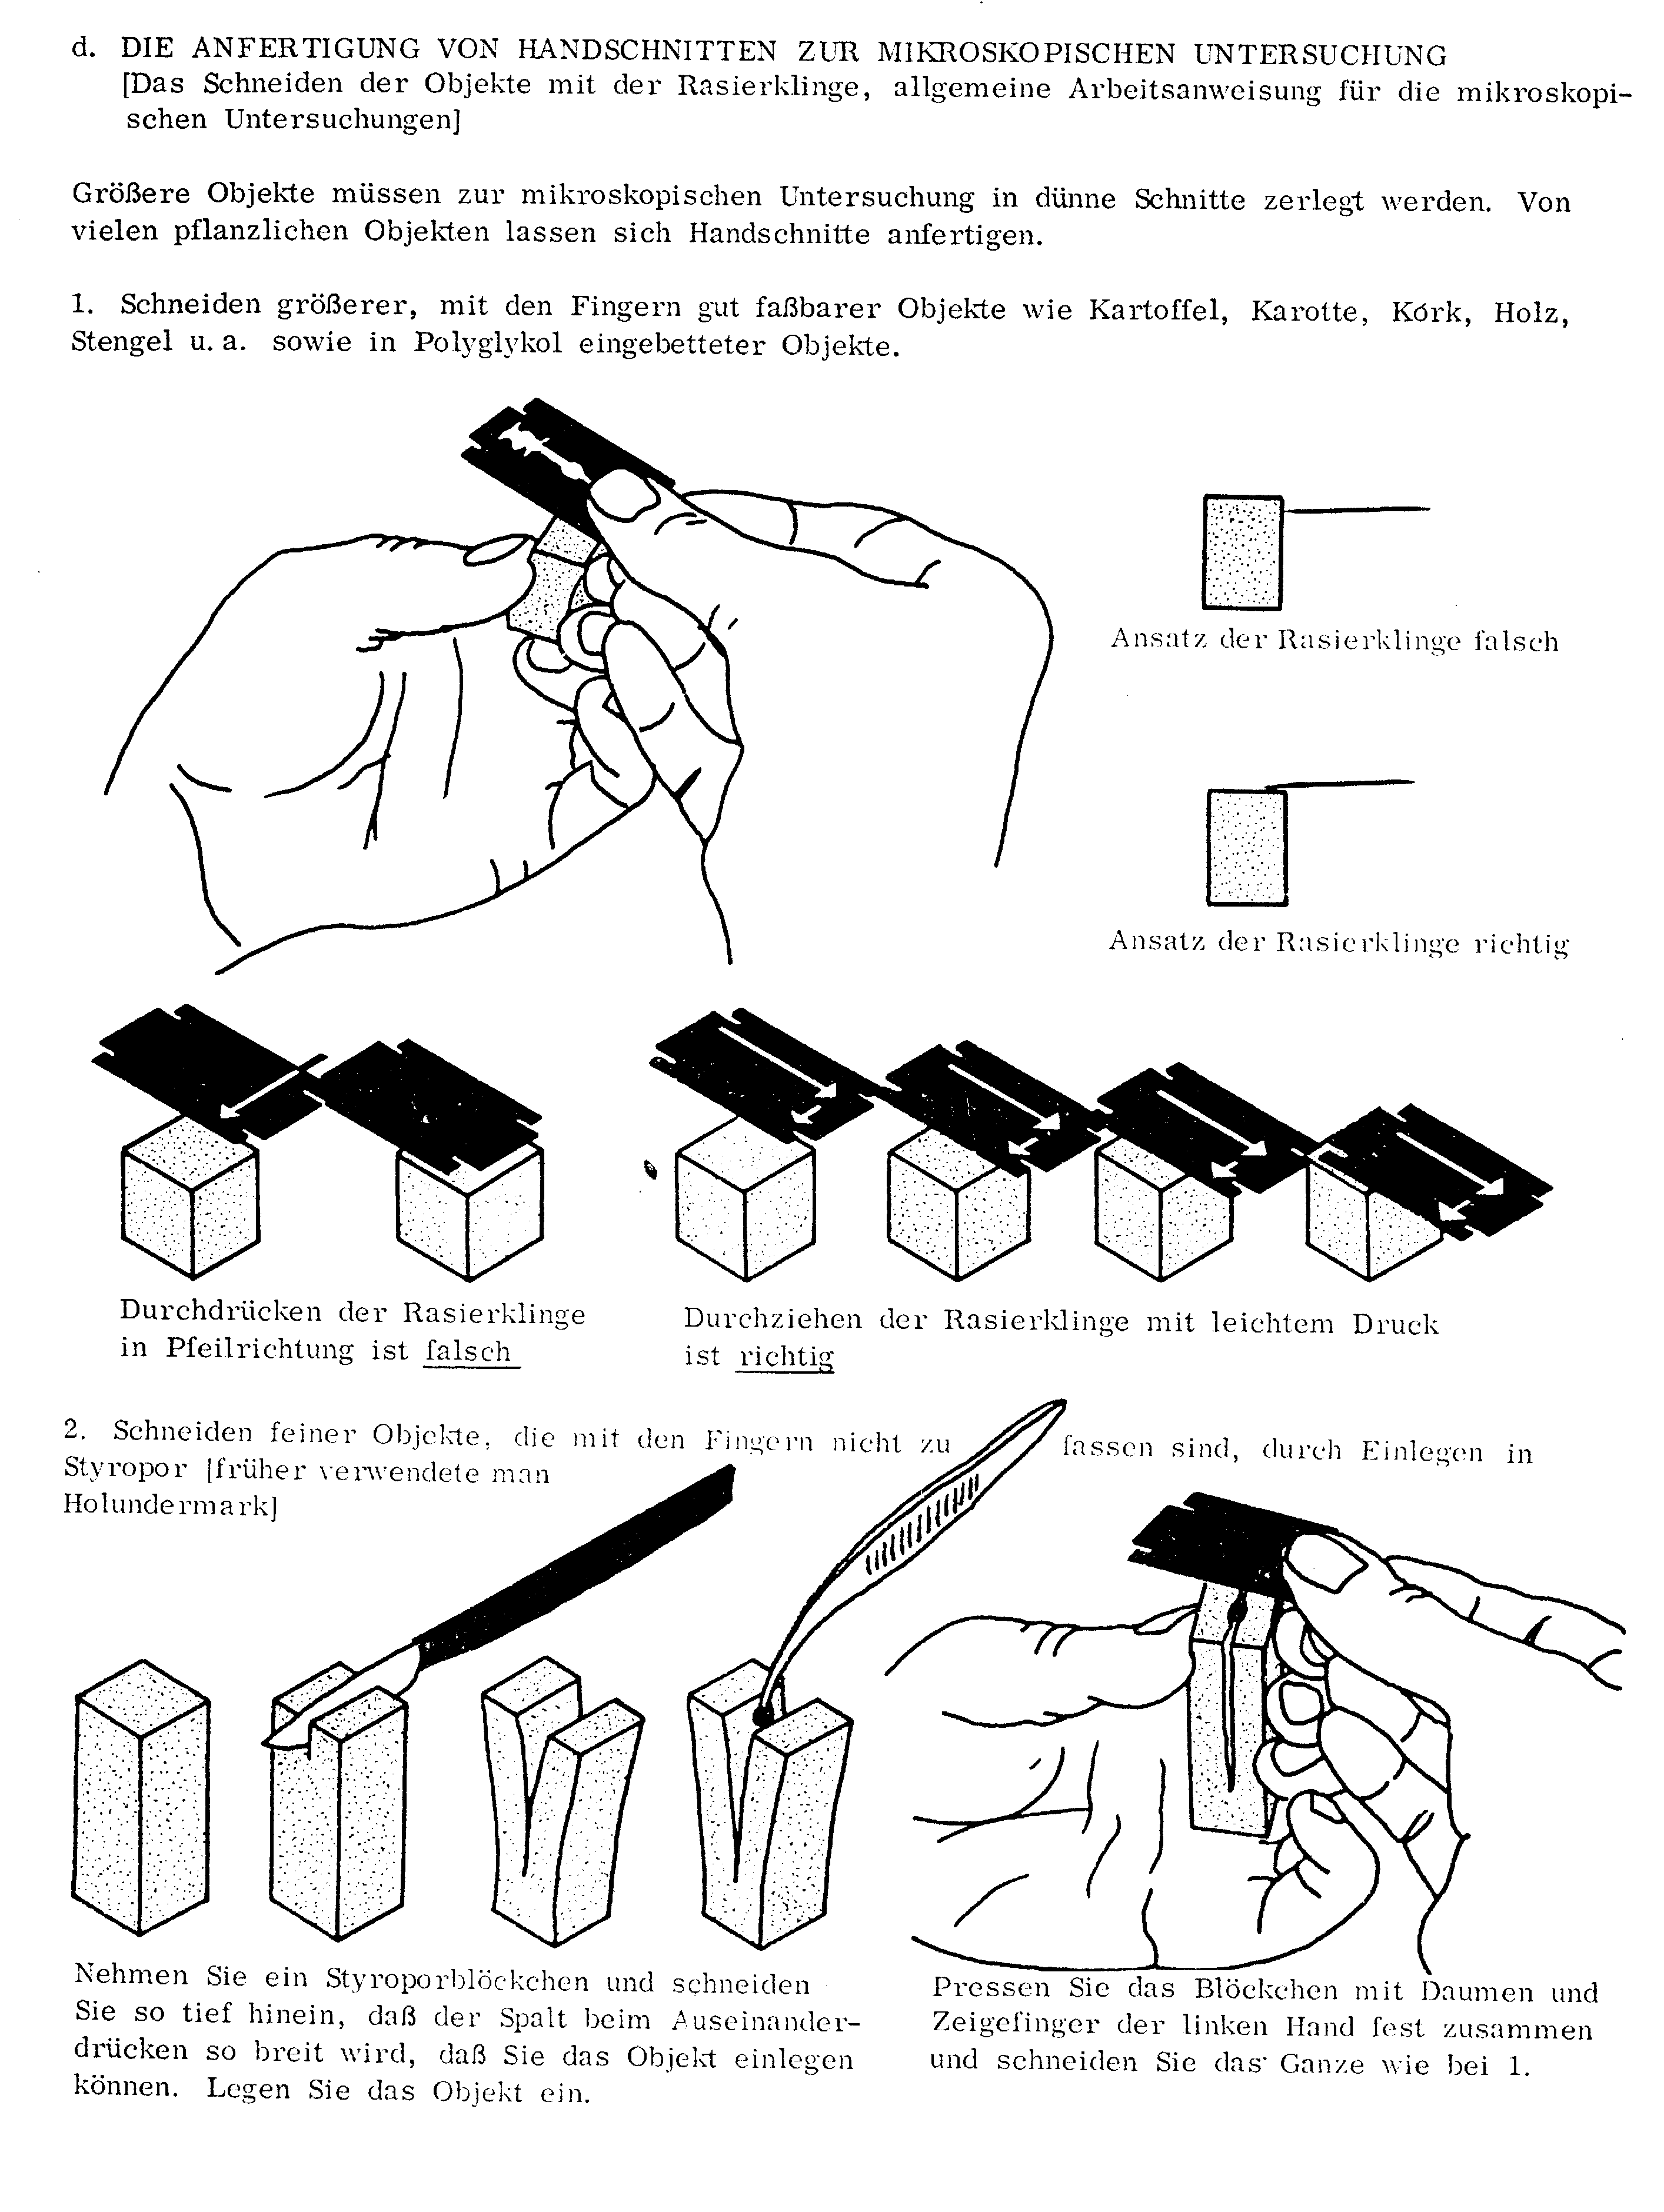 d. DIE ANFERTIGUNG VON HANDSCHNITTEN ZUR MIKROSKOPISCHEN UNTERSUCHUNG
[Das Schneiden der Objekte mit der Rasierklinge, allgemeine Arbeitsanweisung für die mikroskopi-
schen Untersuchungen]
Größere Objekte müssen zur mikroskopischen Untersuchung in dünne Schnitte zerlegt werden. Von
vielen pflanzlichen Objekten lassen sich Handschnitte anfertigen.
1. Schneiden größerer, mit den Fingern gut faßbarer Objekte wie Kartoffel, Karotte, Kork, Holz,
Stengel u. a. sowie in Polyglykol eingebetteter Objekte.
Ansatz der Rasierklinge falsch
Ansatz der Rasierklinge richtig
Durchdrücken der Rasierklinge
in Pfeilrichtung ist falsch
Durchziehen der Rasierklinge mit leichtem Druck
ist richtig
2. Schneiden feiner Objekte, die mit den Fingern nicht zu fassen sind, durch Einlegen in
Styropor [früher verwendete man
Holundermark]
Nehmen Sie ein Styroporblöckchen und schneiden
Sie so tief hinein, daß der Spalt beim Auseinander-
drücken so breit wird, daß Sie das Objekt einlegen
können. Legen Sie das Objekt ein.
Pressen Sie das Blöckchen mit Daumen und
Zeigefinger der linken Hand fest zusammen
und schneiden Sie das Ganze wie bei 1.